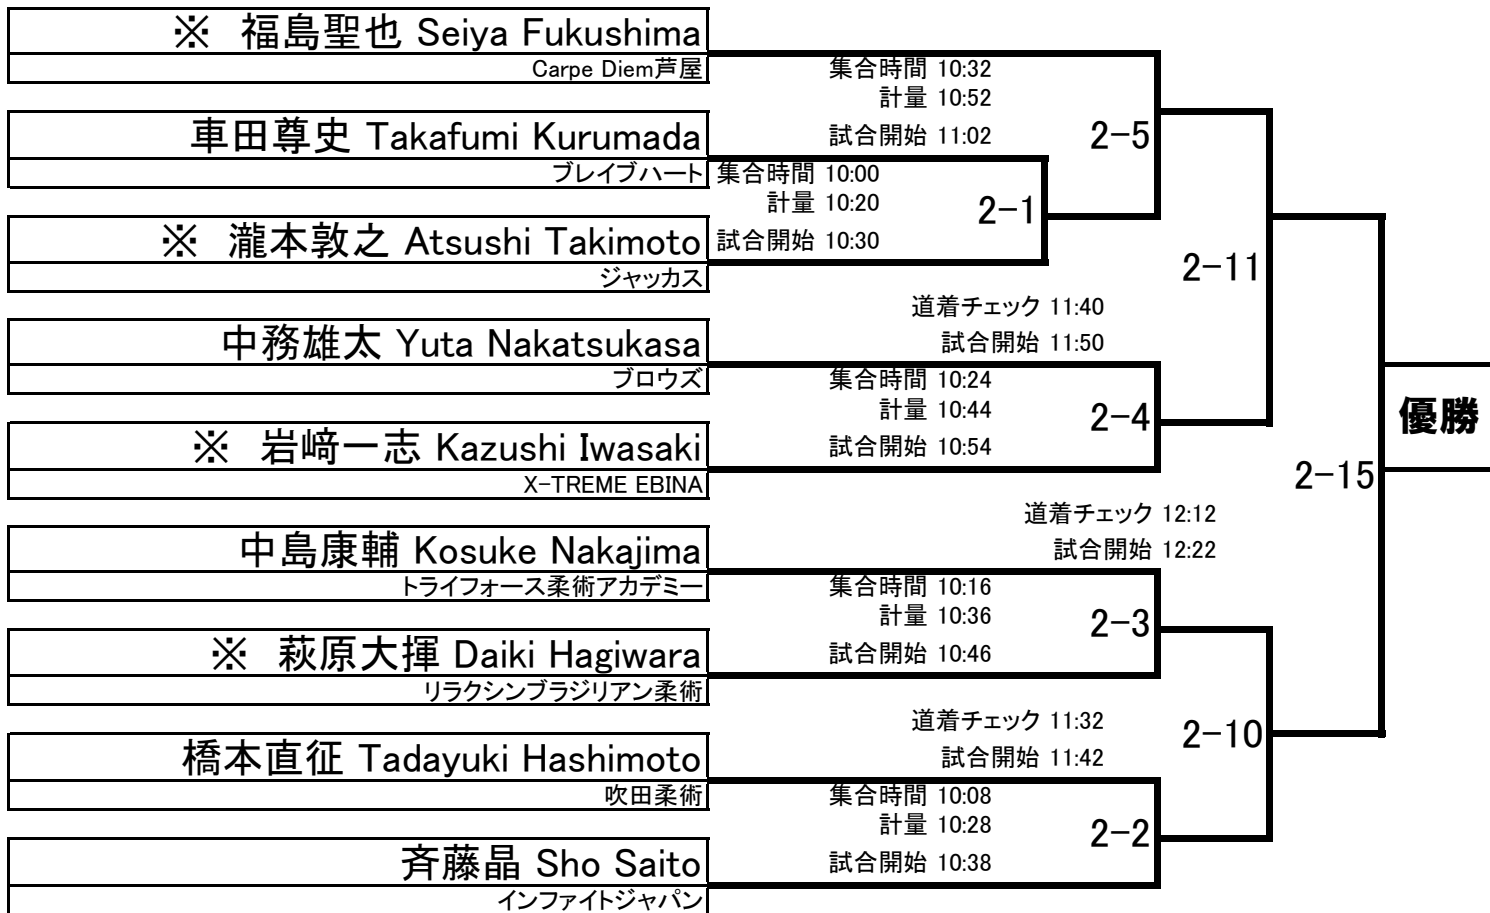 ※ 福島聖也 Seiya Fukushima
Carpe Diem芦屋
集合時間 10:32
計量 10:52
試合開始 11:02
2-5
車田尊史 Takafumi Kurumada
ブレイブハート
集合時間 10:00
計量 10:20
試合開始 10:30
2-1
※ 瀧本敦之 Atsushi Takimoto
ジャッカス
2-11
道着チェック 11:40
試合開始 11:50
中務雄太 Yuta Nakatsukasa
ブロウズ
集合時間 10:24
計量 10:44
試合開始 10:54
2-4
優勝
※ 岩﨑一志 Kazushi Iwasaki
X-TREME EBINA
2-15
道着チェック 12:12
試合開始 12:22
中島康輔 Kosuke Nakajima
トライフォース柔術アカデミー
集合時間 10:16
計量 10:36
試合開始 10:46
2-3
※ 萩原大揮 Daiki Hagiwara
リラクシンブラジリアン柔術
道着チェック 11:32
試合開始 11:42
2-10
橋本直征 Tadayuki Hashimoto
吹田柔術
集合時間 10:08
計量 10:28
試合開始 10:38
2-2
斉藤晶 Sho Saito
インファイトジャパン